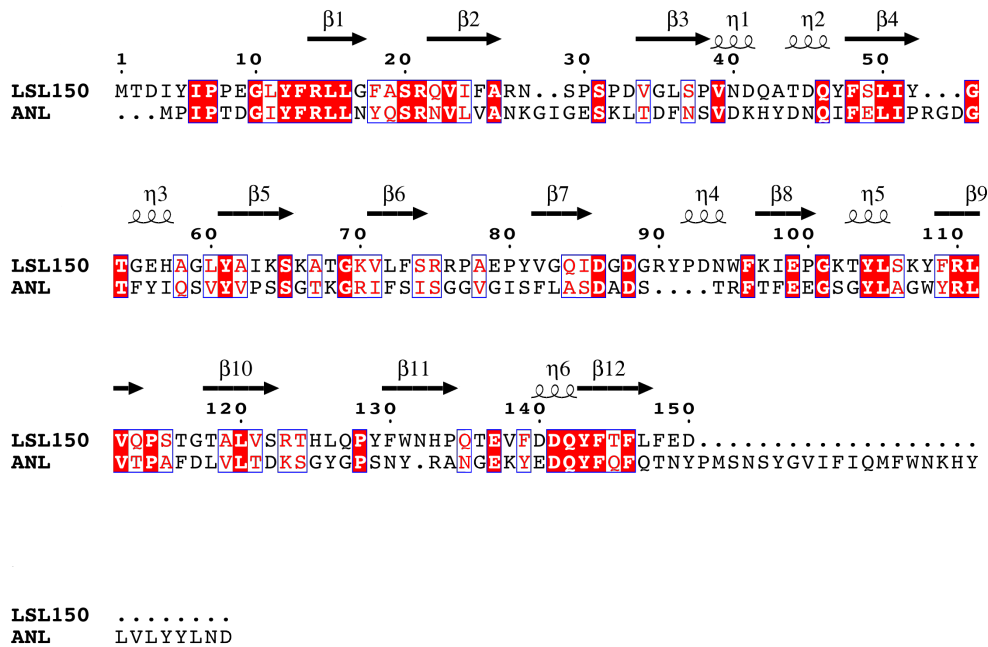 β1 β2 β3 η1 η2 β4
1 10 20 30 40 50
LSL150 MTDIYIPPEGLYFRLLGFASRQVIFARN..SPSPDVGLSPVNDQATDQYFSLIY...G
ANL ...MPIPTDGIYFRLLNYQSRNVLVANKGIGESKLTDFNSVDKHYDNQIFELIPRGDG
η3 β5 β6 β7 η4 β8 η5 β9
60 70 80 90 100 110
LSL150 TGEHAGLYAIKSKATGKVLFSRRPAEPYVGQIDGDGRYPDNWFKIEPGKTYLSKYFRL
ANL TFYIQSVYVPSSGTKGRIFSISGGVGISFLASDADS....TRFTFEEGSGYLAGWYRL
β10 β11 η6 β12
120 130 140 150
LSL150 VQPSTGTALVSRTHLQPYFWNHPQTEVFDDQYFTFLFED...................
ANL VTPAFDLVLTDKSGYGPSNY.RANGEKYEDQYFQFQTNYPMSNSYGVIFIQMFWNKHY
LSL150 ........
ANL LVLYYLND